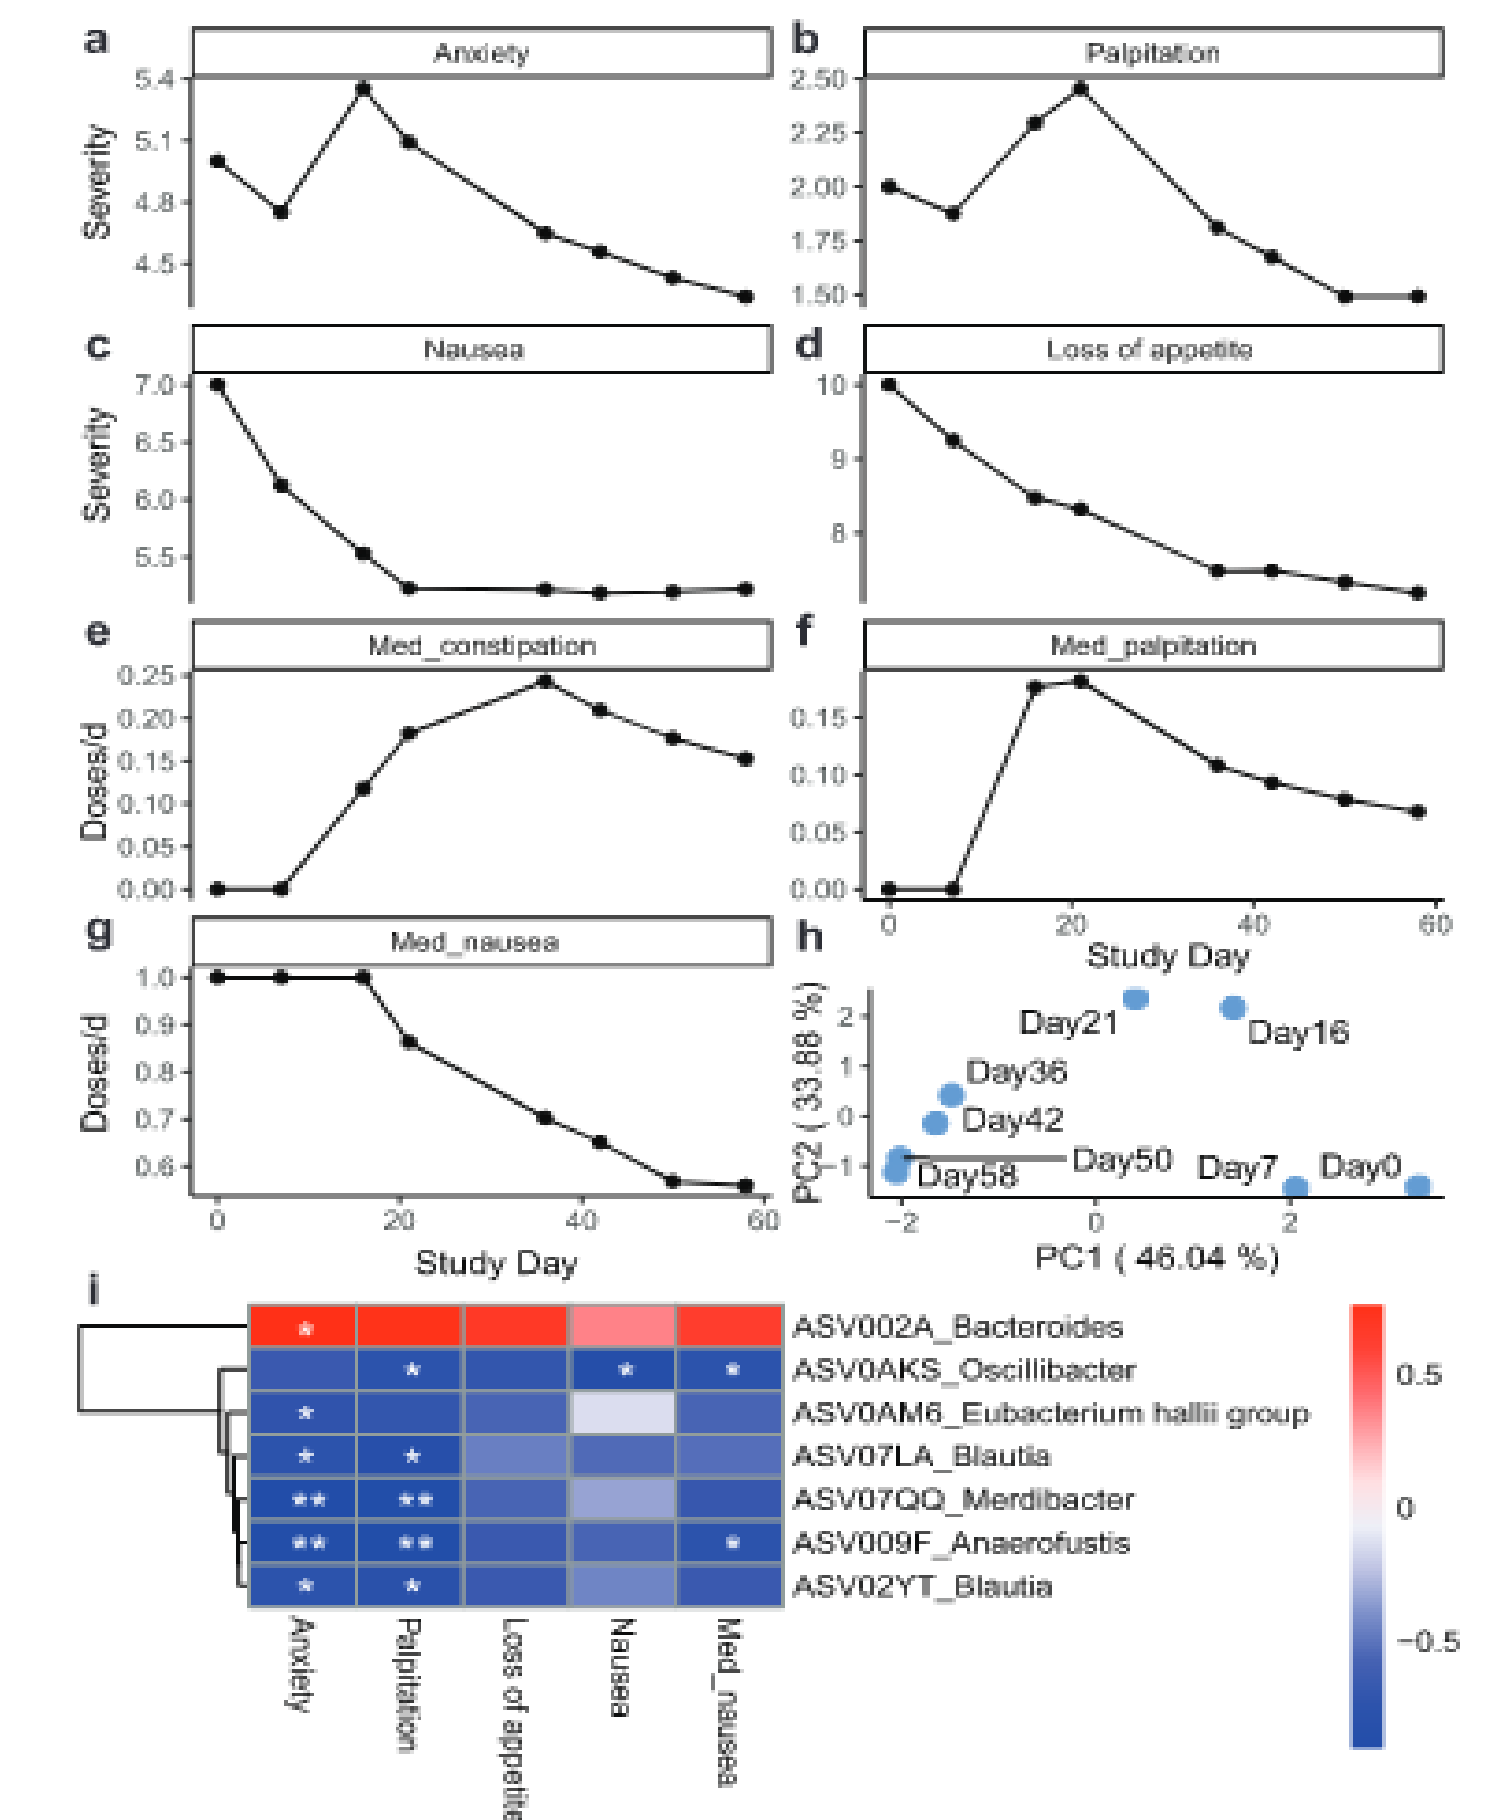 a
Anxiety
5.4
5.1
4.8
4.5
Severity
b
Palpitation
2.50
2.25
2.00
1.75
1.50
c
Nausea
7.0
6.5
6.0
5.5
Severity
d
Loss of appetite
10
9
8
e
Med_constipation
0.25
0.20
0.15
0.10
0.05
0.00
Doses/d
f
Med_palpitation
0.15
0.10
0.05
0.00
0 20 40 60
Study Day
g
Med_nausea
1.0
0.9
0.8
0.7
0.6
Doses/d
0 20 40 60
Study Day
h
2
1
0
−1
PC2 ( 33.88 %)
Day21
Day16
Day36
Day42
Day50
Day58
Day7
Day0
−2 0 2
PC1 ( 46.04 %)
i
* ASV002A_Bacteroides
* * * ASV0AKS_Oscillibacter
* ASV0AM6_Eubacterium hallii group
* * ASV07LA_Blautia
** ** ASV07QQ_Merdibacter
** ** * ASV009F_Anaerofustis
* * ASV02YT_Blautia
Anxiety
Palpitation
Loss of appetite
Nausea
Med_nausea
0.5
0
−0.5